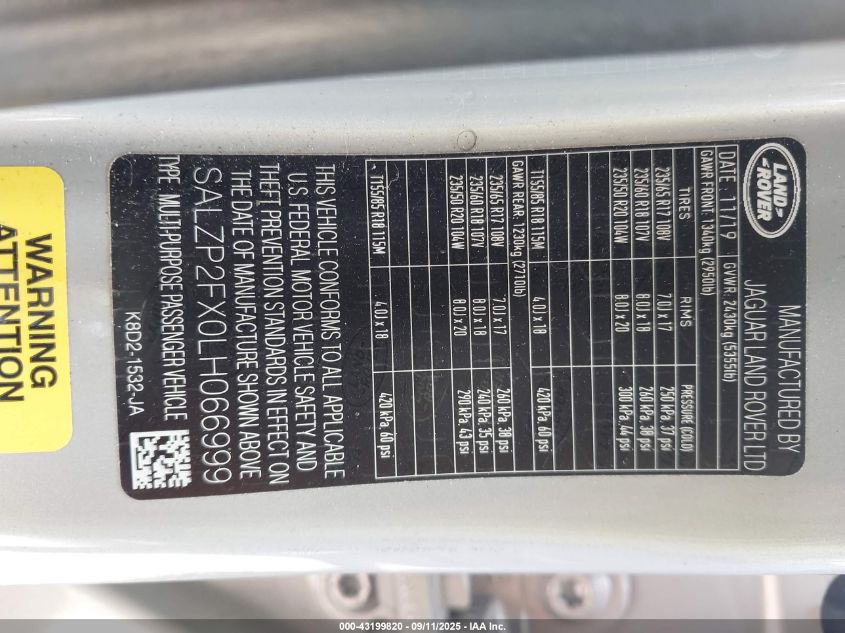 LAND
ROVER
MANUFACTURED BY
JAGUAR LAND ROVER LTD
DATE: 11/19 GVWR: 2430kg (5355lb)
GAWR FRONT: 1340kg (2950lb)
TIRES RIMS PRESSURE (COLD)
235/65 R17 108V 7.0J x 17 250 kPa, 37 psi
235/60 R18 107V 8.0J x 18 260 kPa, 38 psi
235/50 R20 104W 8.0J x 20 300 kPa, 44 psi
T155/85 R18 115M 4.0J x 18 420 kPa, 60 psi
GAWR REAR: 1230kg (2710lb)
235/65 R17 108V 7.0J x 17 260 kPa, 38 psi
235/60 R18 107V 8.0J x 18 240 kPa, 35 psi
235/50 R20 104W 8.0J x 20 290 kPa, 43 psi
T155/85 R18 115M 4.0J x 18 420 kPa, 60 psi
THIS VEHICLE CONFORMS TO ALL APPLICABLE
U.S. FEDERAL MOTOR VEHICLE SAFETY AND
THEFT PREVENTION STANDARDS IN EFFECT ON
THE DATE OF MANUFACTURE SHOWN ABOVE
SALZP2FX0LH066999
TYPE: MULTI-PURPOSE PASSENGER VEHICLE
K8D2-1532-JA
WARNING
ATTENTION
000-43199820 - 09/11/2025 - IAA Inc.